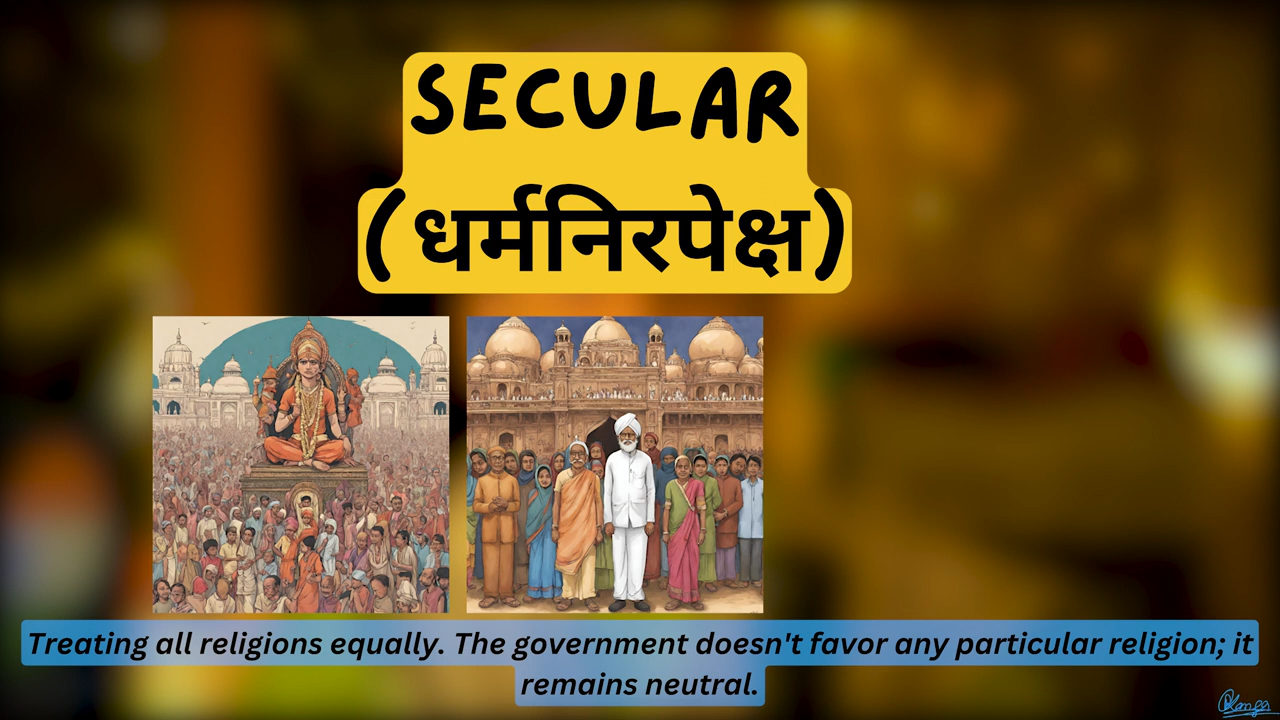 SECULAR
(धर्मनिरपेक्ष)
Treating all religions equally. The government doesn't favor any particular religion; it
remains neutral.